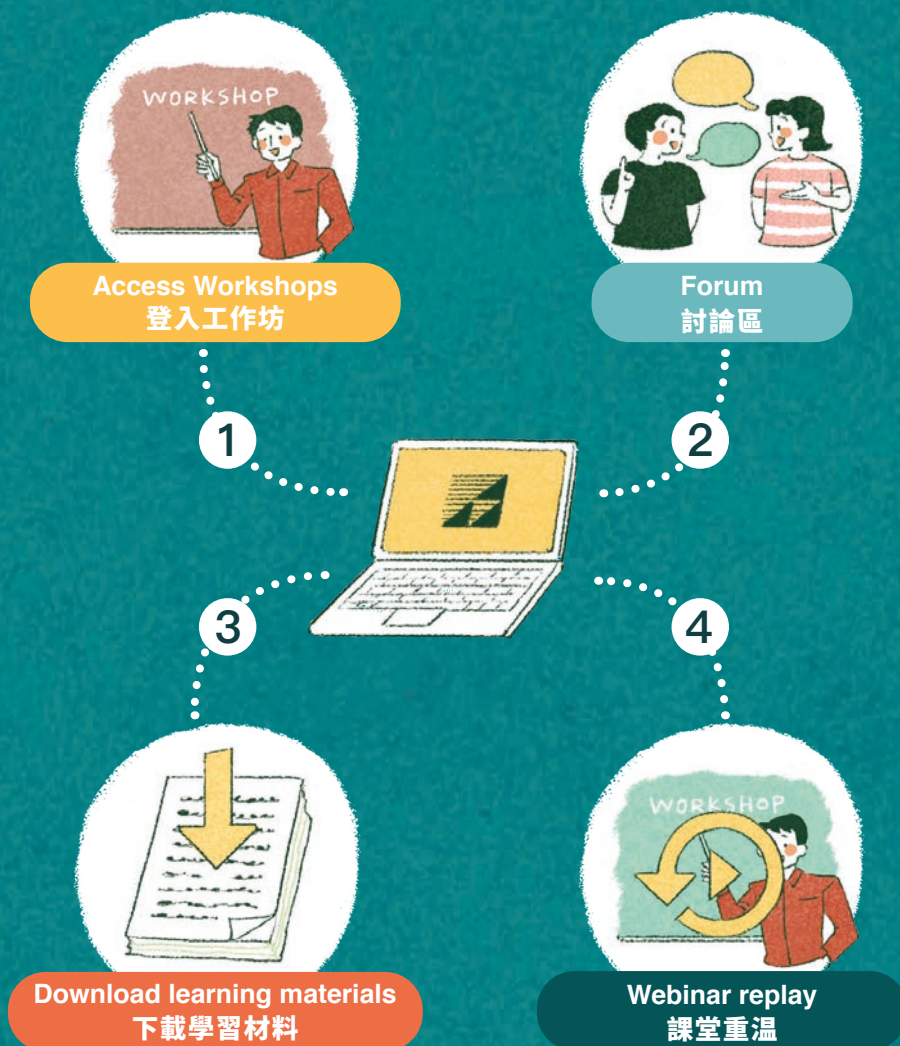 WORKSHOP
Access Workshops
登入工作坊
Forum
討論區
1
2
3
4
Download learning materials
下載學習材料
WORKSHOP
Webinar replay
課堂重温